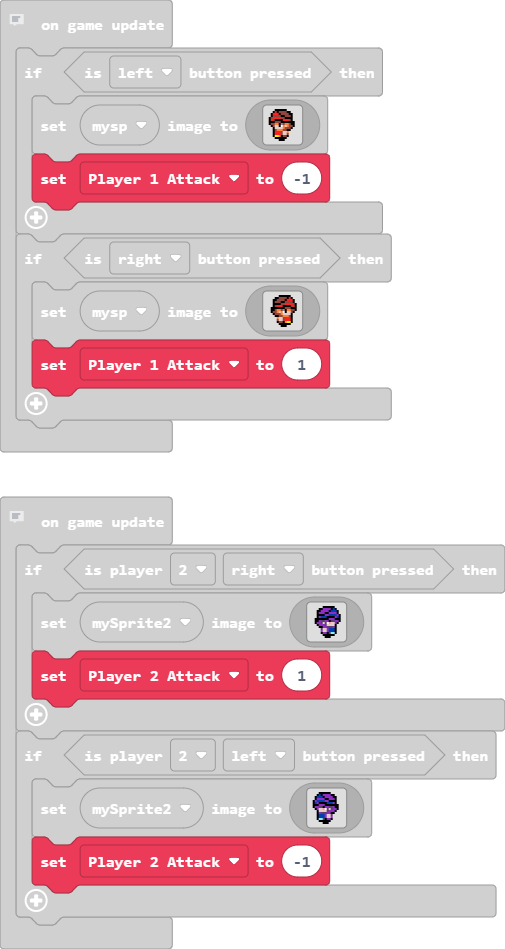 on game update
if is left button pressed then
set mysp image to
set Player 1 Attack to -1
if is right button pressed then
set mysp image to
set Player 1 Attack to 1
on game update
if is player 2 right button pressed then
set mySprite2 image to
set Player 2 Attack to 1
if is player 2 left button pressed then
set mySprite2 image to
set Player 2 Attack to -1